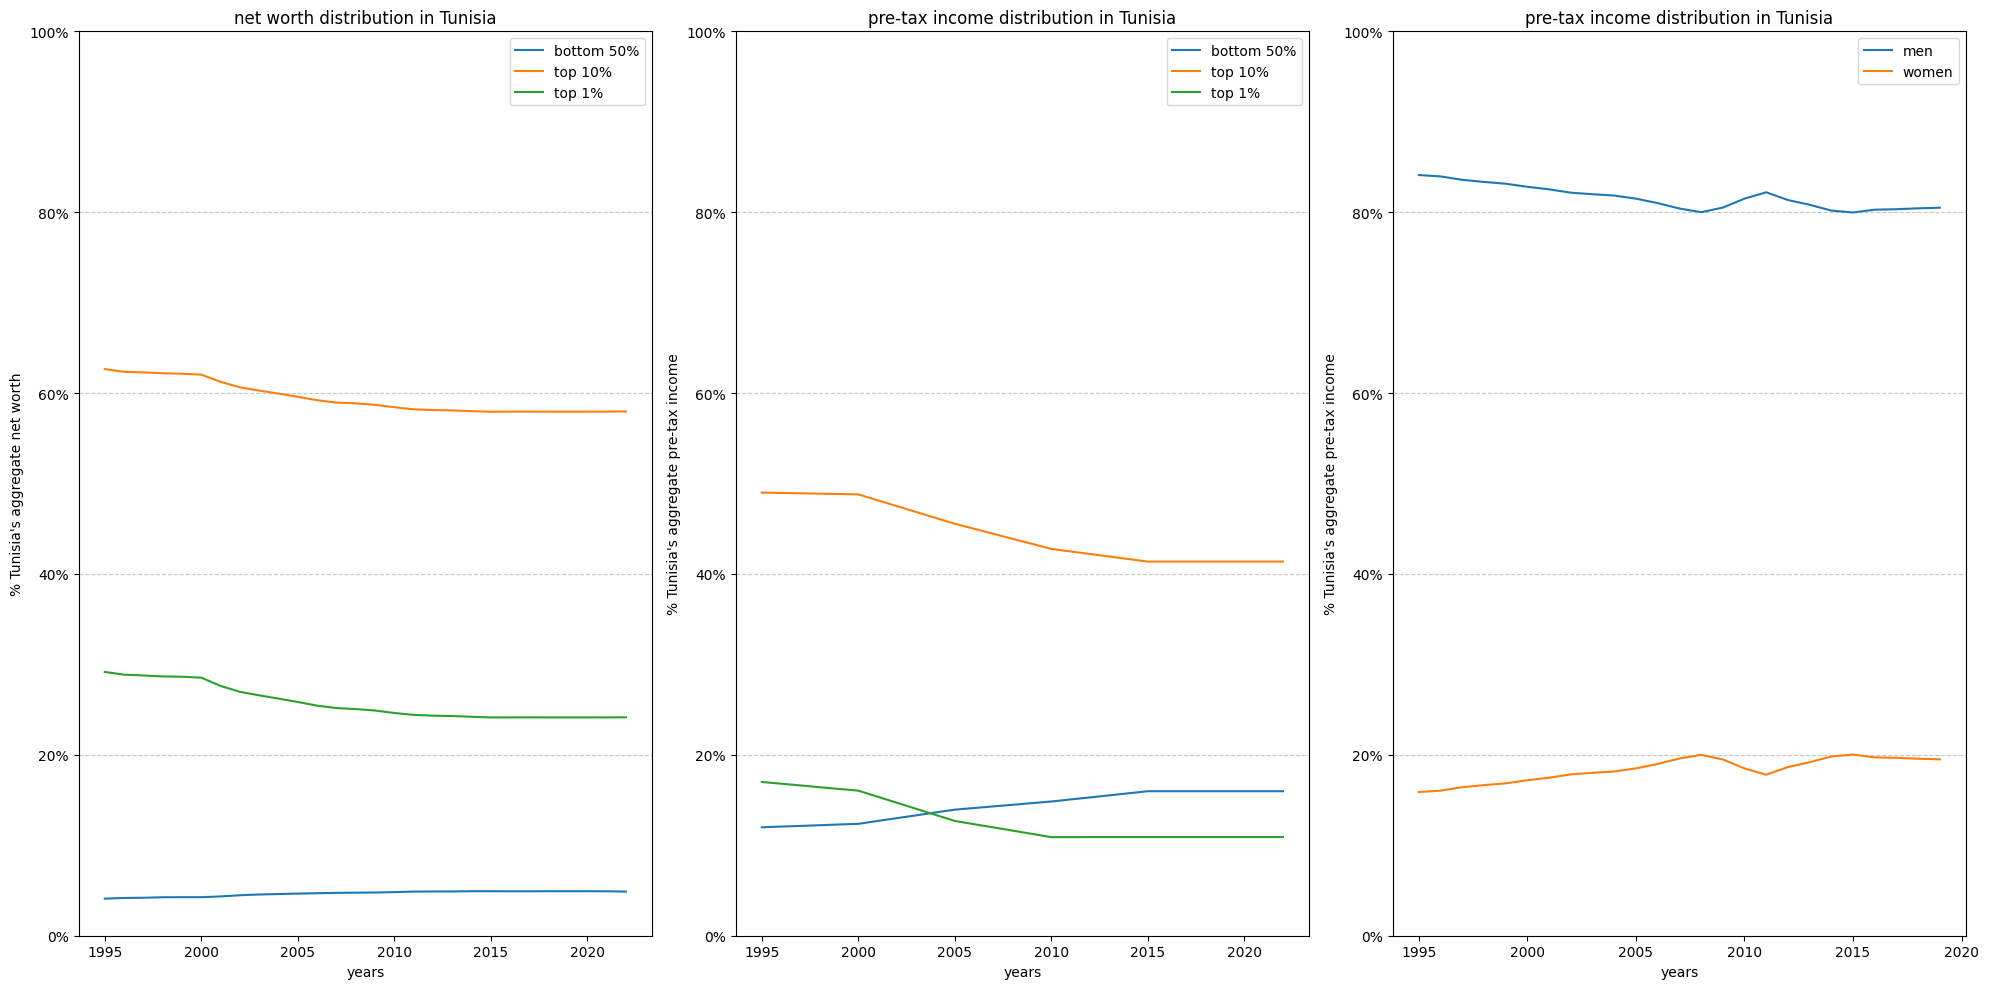 net worth distribution in Tunisia
% Tunisia's aggregate net worth
100%
80%
60%
40%
20%
0%
bottom 50%
top 10%
top 1%
1995 2000 2005 2010 2015 2020
years
pre-tax income distribution in Tunisia
% Tunisia's aggregate pre-tax income
100%
80%
60%
40%
20%
0%
bottom 50%
top 10%
top 1%
1995 2000 2005 2010 2015 2020
years
pre-tax income distribution in Tunisia
% Tunisia's aggregate pre-tax income
100%
80%
60%
40%
20%
0%
men
women
1995 2000 2005 2010 2015 2020
years